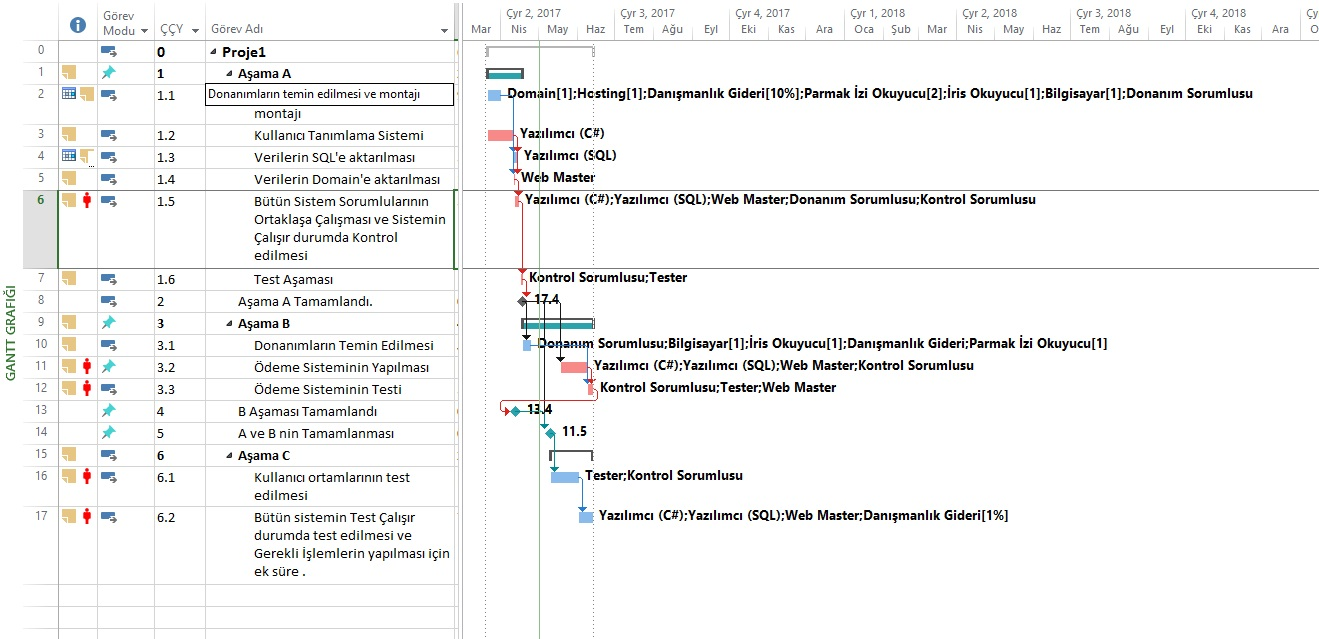 Çyr 2, 2017 Çyr 3, 2017 Çyr 4, 2017 Çyr 1, 2018 Çyr 2, 2018 Çyr 3, 2018 Çyr 4, 2018 Çy
Görev Modu ÇÇY Görev Adı Mar Nis May Haz Tem Ağu Eyl Eki Kas Ara Oca Şub Mar Nis May Haz Tem Ağu Eyl Eki Kas Ara O
0 0 Proje1
1 1 Aşama A
2 1.1 Donanımların temin edilmesi ve montajı Domain[1];Hosting[1];Danışmanlık Gideri[10%];Parmak İzi Okuyucu[2];İris Okuyucu[1];Bilgisayar[1];Donanım Sorumlusu
montajı
3 1.2 Kullanıcı Tanımlama Sistemi Yazılımcı (C#)
4 1.3 Verilerin SQL'e aktarılması Yazılımcı (SQL)
5 1.4 Verilerin Domain'e aktarılması Web Master
6 1.5 Bütün Sistem Sorumlularının Yazılımcı (C#);Yazılımcı (SQL);Web Master;Donanım Sorumlusu;Kontrol Sorumlusu
Ortaklaşa Çalışması ve Sistemin
Çalışır durumda Kontrol
edilmesi
7 1.6 Test Aşaması Kontrol Sorumlusu;Tester
8 2 Aşama A Tamamlandı. 17.4
9 3 Aşama B
10 3.1 Donanımların Temin Edilmesi Donanım Sorumlusu;Bilgisayar[1];İris Okuyucu[1];Danışmanlık Gideri;Parmak İzi Okuyucu[1]
11 3.2 Ödeme Sisteminin Yapılması Yazılımcı (C#);Yazılımcı (SQL);Web Master;Kontrol Sorumlusu
12 3.3 Ödeme Sisteminin Testi Kontrol Sorumlusu;Tester;Web Master
13 4 B Aşaması Tamamlandı 13.4
14 5 A ve B nin Tamamlanması 11.5
15 6 Aşama C
16 6.1 Kullanıcı ortamlarının test Tester;Kontrol Sorumlusu
edilmesi
17 6.2 Bütün sistemin Test Çalışır Yazılımcı (C#);Yazılımcı (SQL);Web Master;Danışmanlık Gideri[1%]
durumda test edilmesi ve
Gerekli İşlemlerin yapılması için
ek süre .
GANTT GRAFIĞI